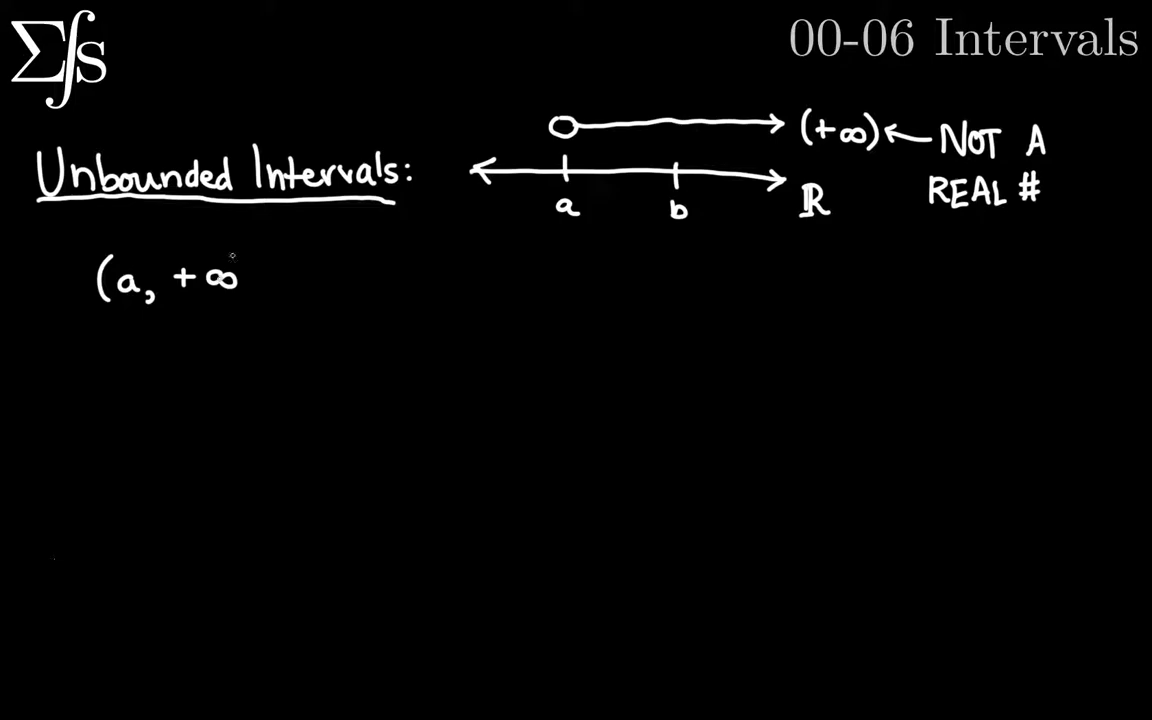 Σ∫s
00-06 Intervals
Unbounded Intervals:
(+∞) ← NOT A
REAL #
a b ℝ
(a, +∞